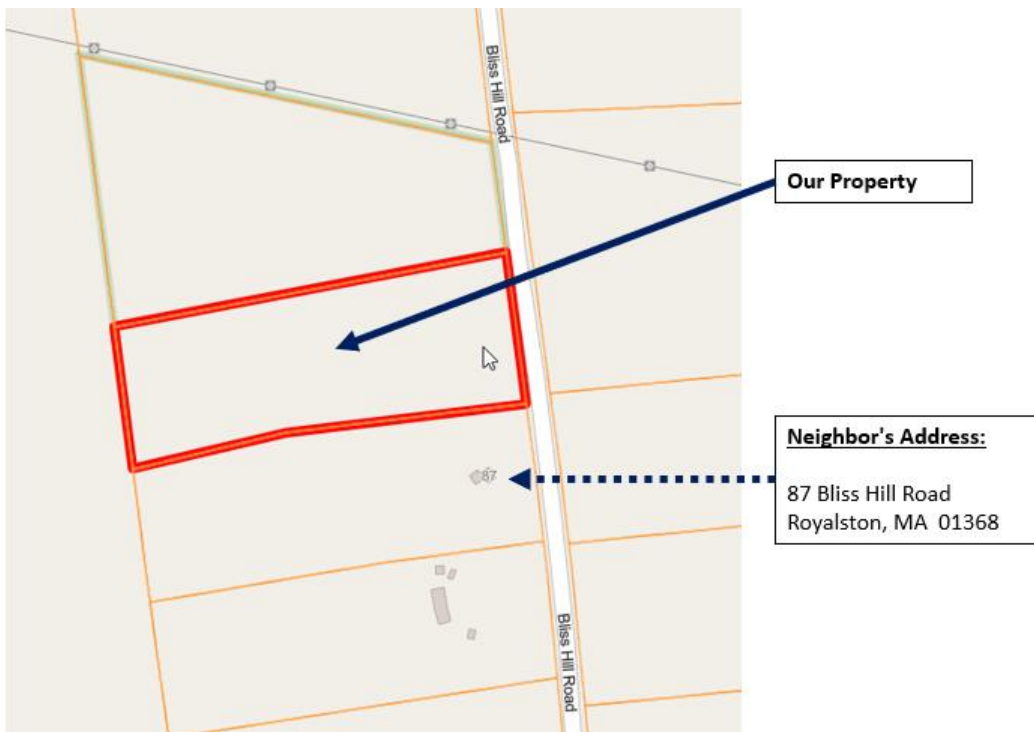 Bliss Hill Road
Our Property
Neighbor's Address:
87
87 Bliss Hill Road
Royalston, MA 01368
Bliss Hill Road